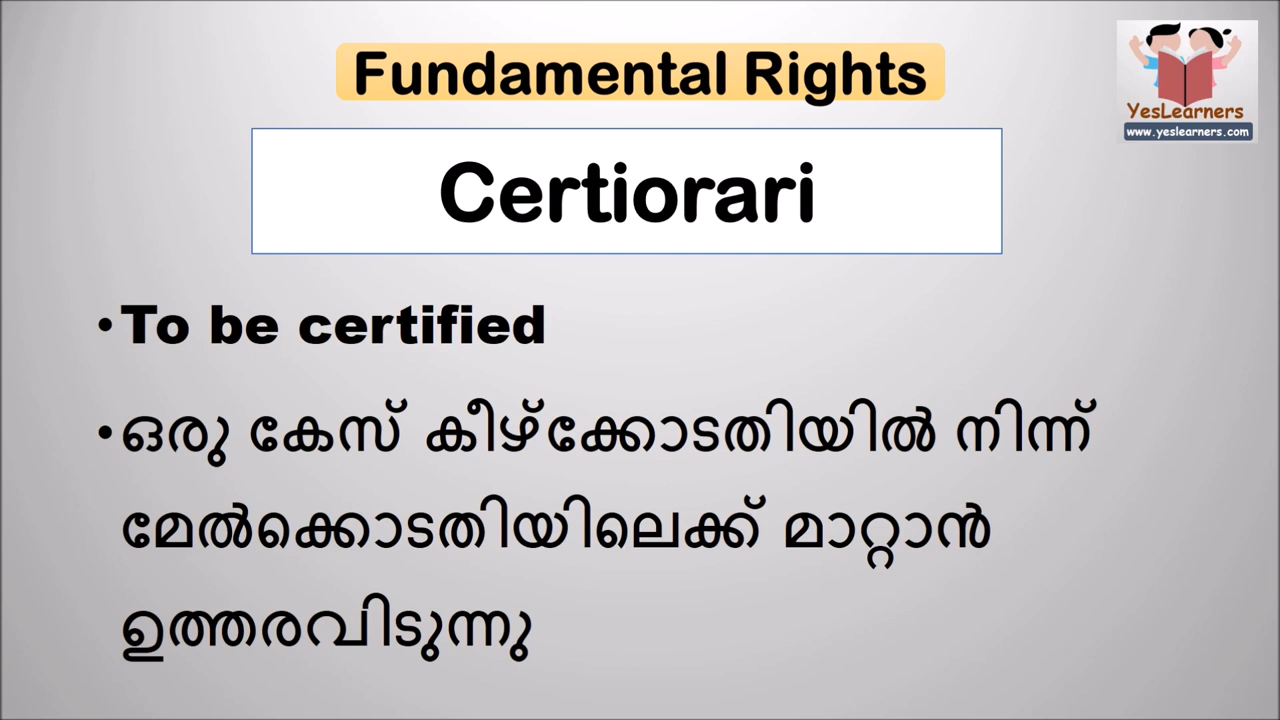 Fundamental Rights
YesLearners
www.yeslearners.com
Certiorari
•To be certified
•ഒരു കേസ് കീഴ്ക്കോടതിയിൽ നിന്ന്
മേൽക്കൊടതിയിലെക്ക് മാറ്റാൻ
ഉത്തരവിടുന്നു